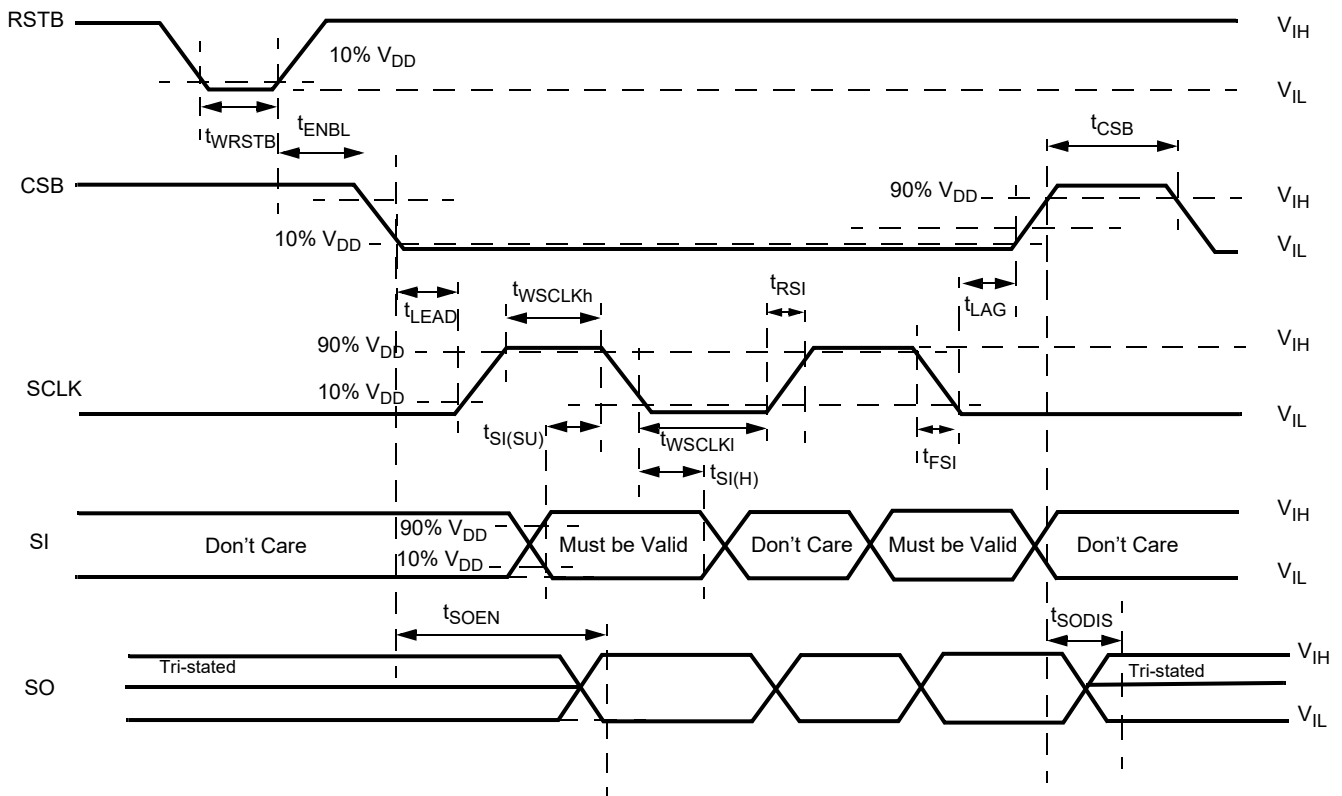 RSTB
V_IH
10% V_DD
V_IL
t_WRSTB
t_ENBL
t_CSB
CSB
90% V_DD
V_IH
10% V_DD
V_IL
t_LEAD
t_WSCLKh
t_RSI
t_LAG
90% V_DD
V_IH
SCLK
10% V_DD
V_IL
t_SI(SU)
t_WSCLKl
t_FSI
t_SI(H)
SI
90% V_DD
V_IH
Don't Care
Must be Valid
Don't Care
Must be Valid
Don't Care
10% V_DD
V_IL
t_SOEN
t_SODIS
V_IH
Tri-stated
Tri-stated
SO
V_IL